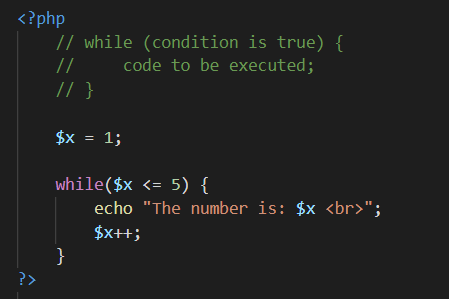 <?php
    // while (condition is true) {
    //     code to be executed;
    // }

    $x = 1;

    while($x <= 5) {
        echo "The number is: $x <br>";
        $x++;
    }
?>